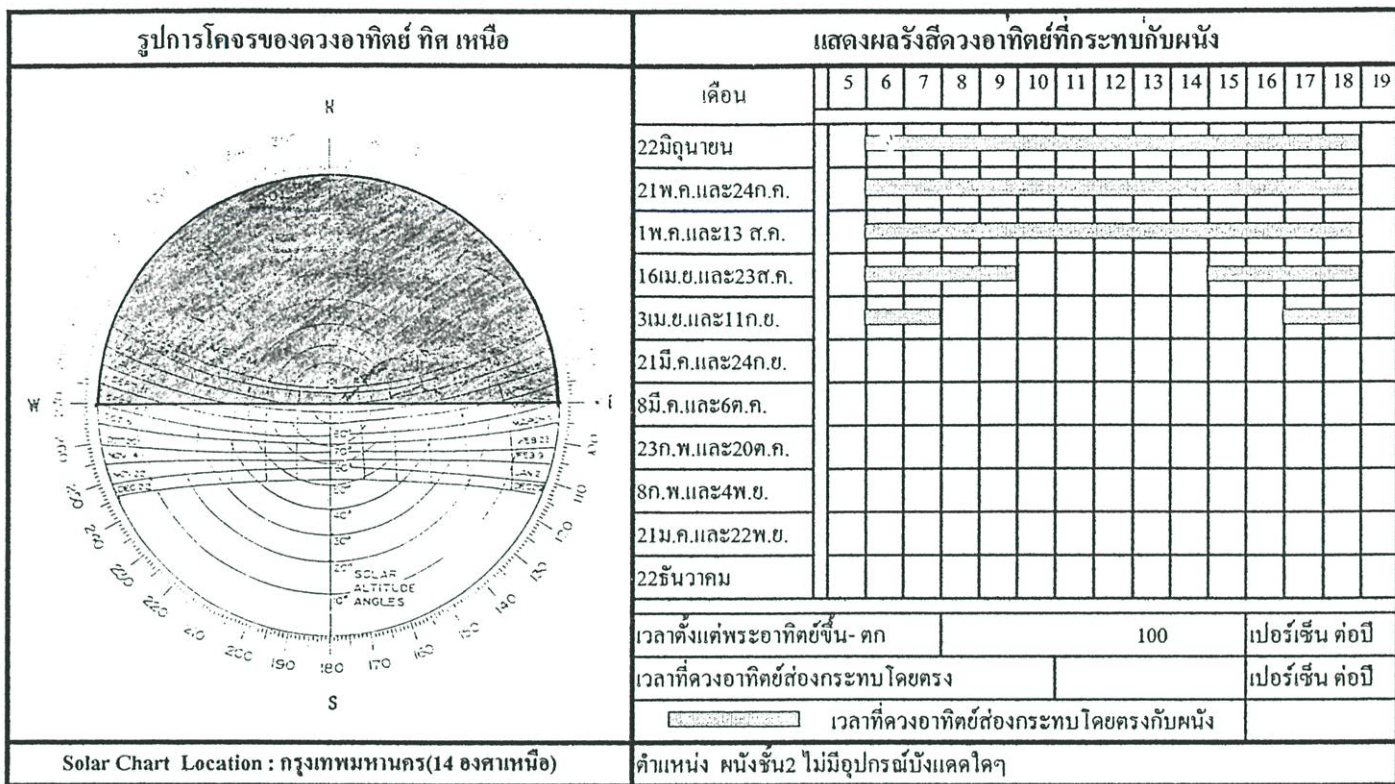 รูปการโคจรของดวงอาทิตย์ ทิศ เหนือ
N
W
80°
70°
60°
50°
40°
30°
20°
10°
SOLAR
ALTITUDE
ANGLES
260
250
240
230
220
210
200
190
180
170
160
150
140
130
120
110
S
Solar Chart Location : กรุงเทพมหานคร(14 องศาเหนือ)
แสดงผลรังสีดวงอาทิตย์ที่กระทบกับผนัง
เดือน 5 6 7 8 9 10 11 12 13 14 15 16 17 18 19
22มิถุนายน
21พ.ค.และ24ก.ค.
1พ.ค.และ13 ส.ค.
16เม.ย.และ23ส.ค.
3เม.ย.และ11ก.ย.
21มี.ค.และ24ก.ย.
8มี.ค.และ6ต.ค.
23ก.พ.และ20ต.ค.
8ก.พ.และ4พ.ย.
21ม.ค.และ22พ.ย.
22ธันวาคม
เวลาตั้งแต่พระอาทิตย์ขึ้น- ตก 100 เปอร์เซ็น ต่อปี
เวลาที่ดวงอาทิตย์ส่องกระทบโดยตรง เปอร์เซ็น ต่อปี
เวลาที่ดวงอาทิตย์ส่องกระทบโดยตรงกับผนัง
ตำแหน่ง ผนังชั้น2 ไม่มีอุปกรณ์บังแดดใดๆ